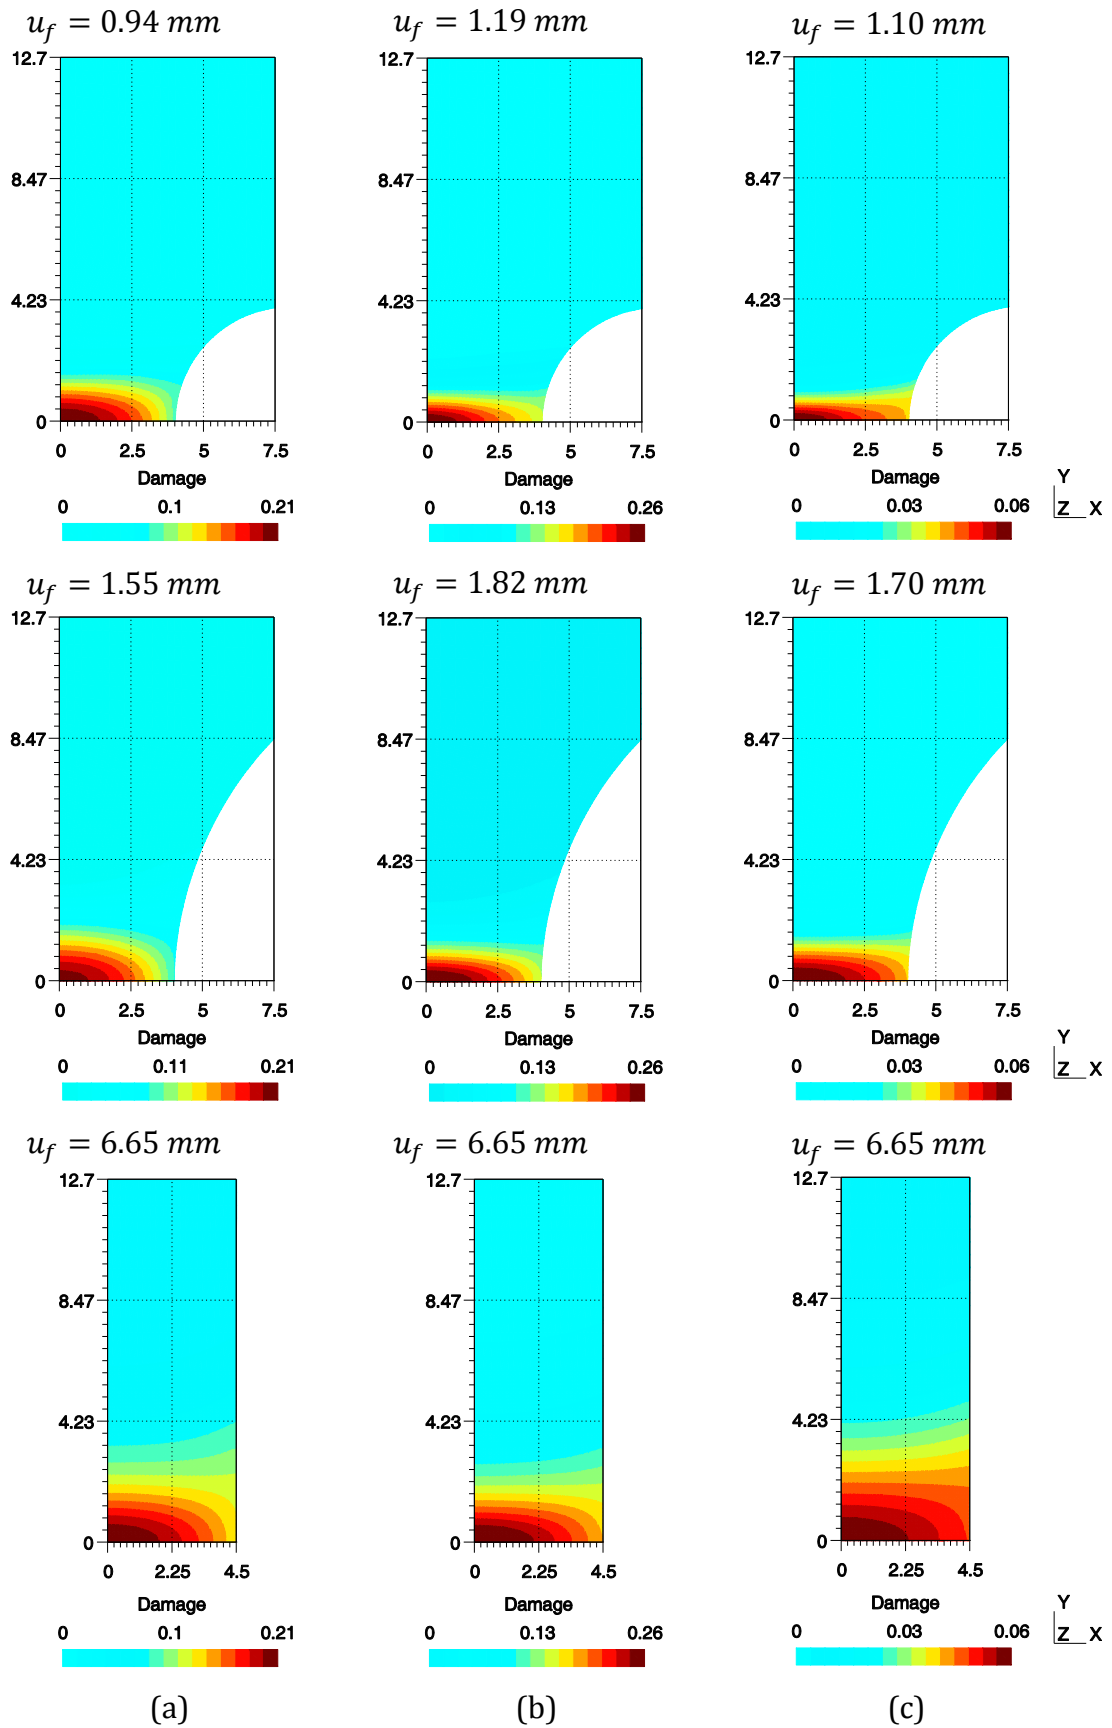 u_f = 0.94 mm
u_f = 1.19 mm
u_f = 1.10 mm
12.7
8.47
4.23
0
0 2.5 5 7.5
Damage
0 0.1 0.21
12.7
8.47
4.23
0
0 2.5 5 7.5
Damage
0 0.13 0.26
12.7
8.47
4.23
0
0 2.5 5 7.5
Damage
0 0.03 0.06
Y
Z X
u_f = 1.55 mm
u_f = 1.82 mm
u_f = 1.70 mm
12.7
8.47
4.23
0
0 2.5 5 7.5
Damage
0 0.11 0.21
12.7
8.47
4.23
0
0 2.5 5 7.5
Damage
0 0.13 0.26
12.7
8.47
4.23
0
0 2.5 5 7.5
Damage
0 0.03 0.06
Y
Z X
u_f = 6.65 mm
u_f = 6.65 mm
u_f = 6.65 mm
12.7
8.47
4.23
0
0 2.25 4.5
Damage
0 0.1 0.21
12.7
8.47
4.23
0
0 2.25 4.5
Damage
0 0.13 0.26
12.7
8.47
4.23
0
0 2.25 4.5
Damage
0 0.03 0.06
Y
Z X
(a)
(b)
(c)